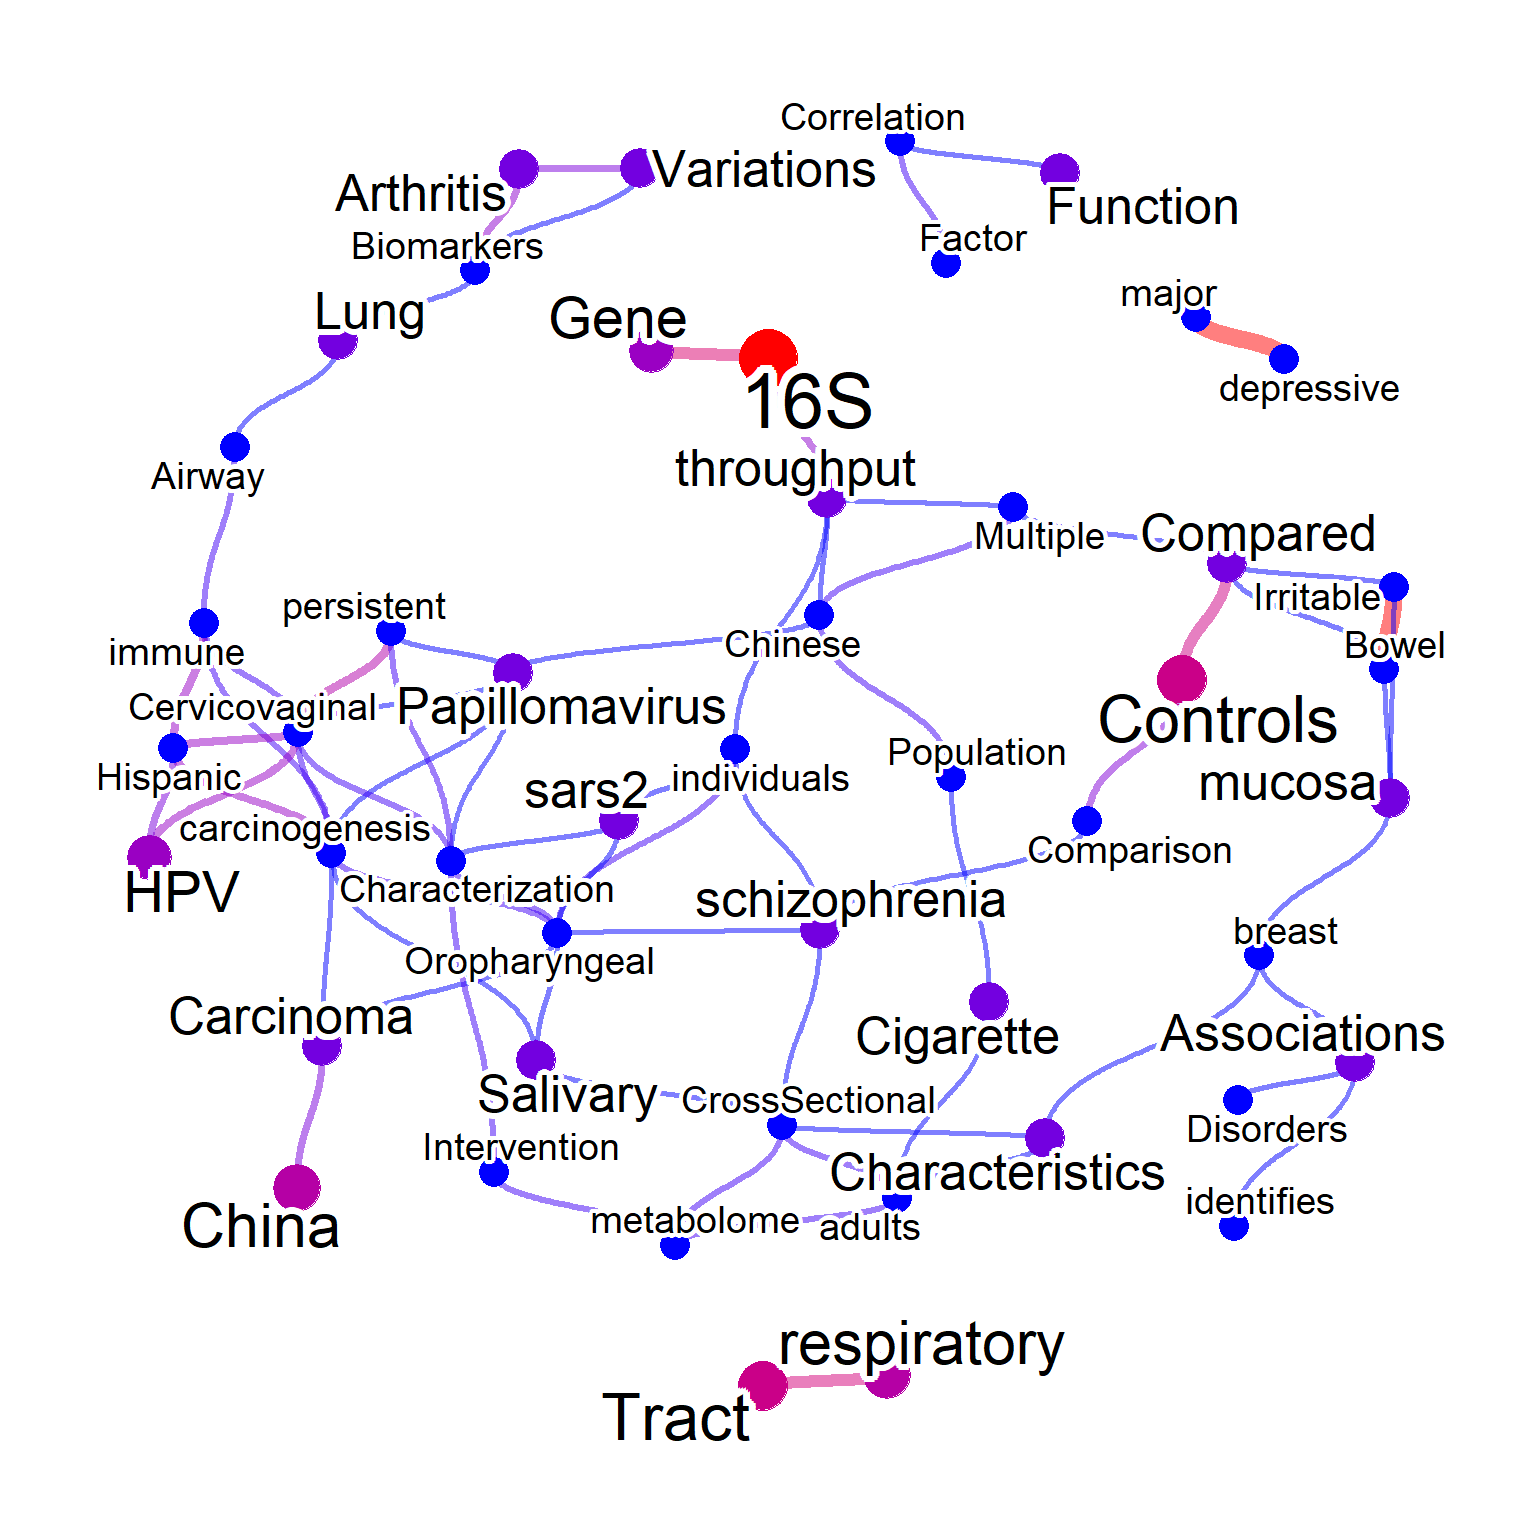 Correlation
Arthritis
Variations
Function
Biomarkers
Factor
major
Lung
Gene
depressive
16S
throughput
Airway
Multiple
Compared
Irritable
persistent
Chinese
Bowel
immune
Cervicovaginal
Papillomavirus
Controls
Population
Hispanic
sars2
individuals
mucosa
carcinogenesis
Comparison
HPV
Characterization
schizophrenia
breast
Oropharyngeal
Carcinoma
Cigarette
Associations
Salivary
CrossSectional
Disorders
Intervention
Characteristics
identifies
China
metabolome
adults
respiratory
Tract